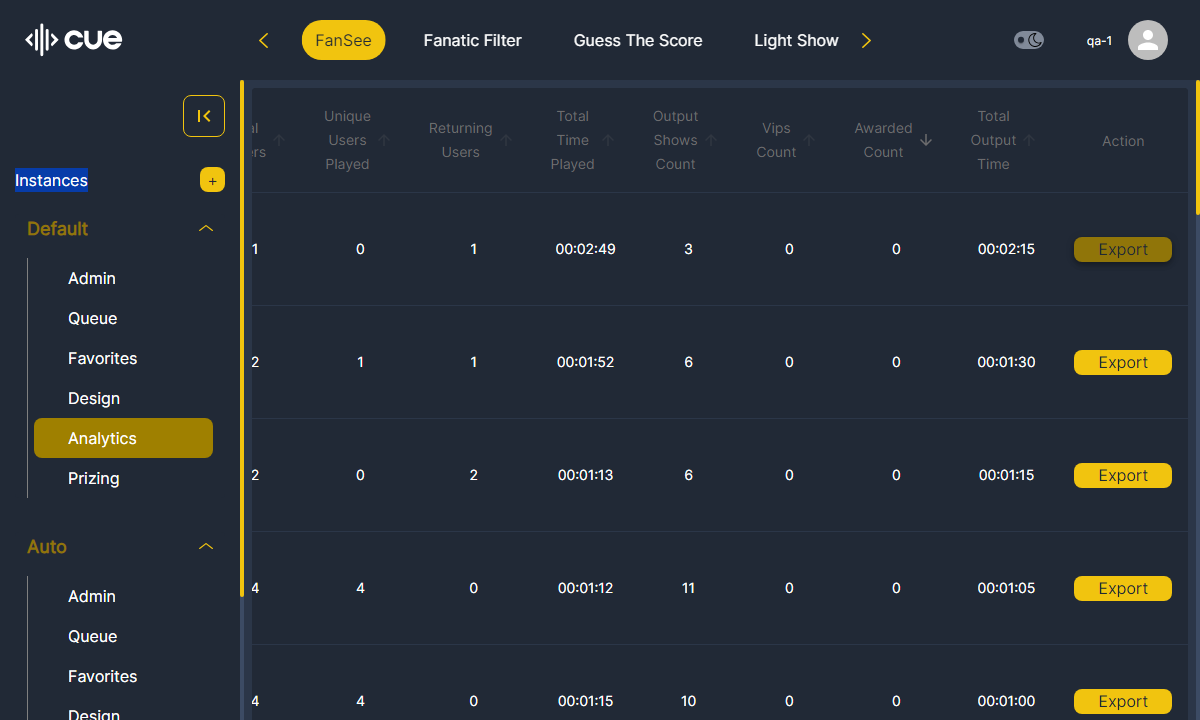 cue
FanSee
Fanatic Filter
Guess The Score
Light Show
qa-1
Instances
+
Default
Admin
Queue
Favorites
Design
Analytics
Prizing
Auto
Admin
Queue
Favorites
Design
Unique
Users
Played
Returning
Users
Total
Time
Played
Output
Shows
Count
Vips
Count
Awarded
Count
Total
Output
Time
Action
1 0 1 00:02:49 3 0 0 00:02:15 Export
2 1 1 00:01:52 6 0 0 00:01:30 Export
2 0 2 00:01:13 6 0 0 00:01:15 Export
4 4 0 00:01:12 11 0 0 00:01:05 Export
4 4 0 00:01:15 10 0 0 00:01:00 Export